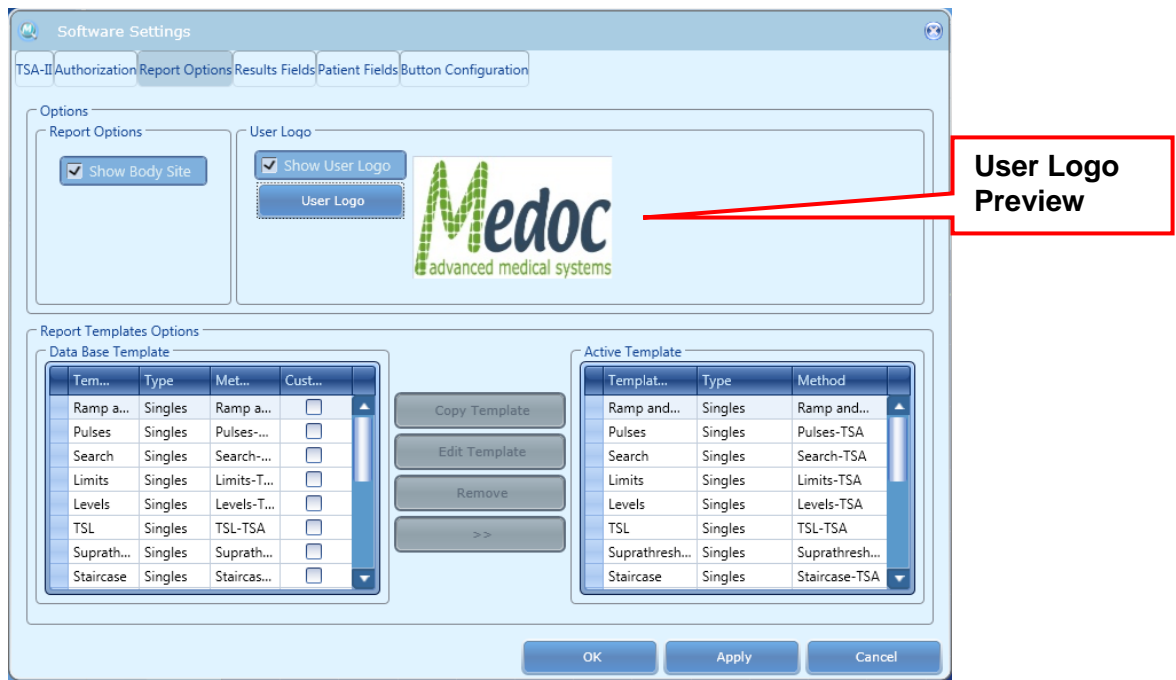 Software Settings
TSA-II Authorization Report Options Results Fields Patient Fields Button Configuration
Options
Report Options
User Logo
Show Body Site
Show User Logo
User Logo
Medoc
advanced medical systems
User Logo
Preview
Report Templates Options
Data Base Template
Tem... Type Met... Cust...
Ramp a... Singles Ramp a...
Pulses Singles Pulses-...
Search Singles Search-...
Limits Singles Limits-T...
Levels Singles Levels-T...
TSL Singles TSL-TSA
Suprath... Singles Suprath...
Staircase Singles Staircas...
Copy Template
Edit Template
Remove
>>
Active Template
Templat... Type Method
Ramp and... Singles Ramp and...
Pulses Singles Pulses-TSA
Search Singles Search-TSA
Limits Singles Limits-TSA
Levels Singles Levels-TSA
TSL Singles TSL-TSA
Suprathresh... Singles Suprathresh...
Staircase Singles Staircase-TSA
OK Apply Cancel